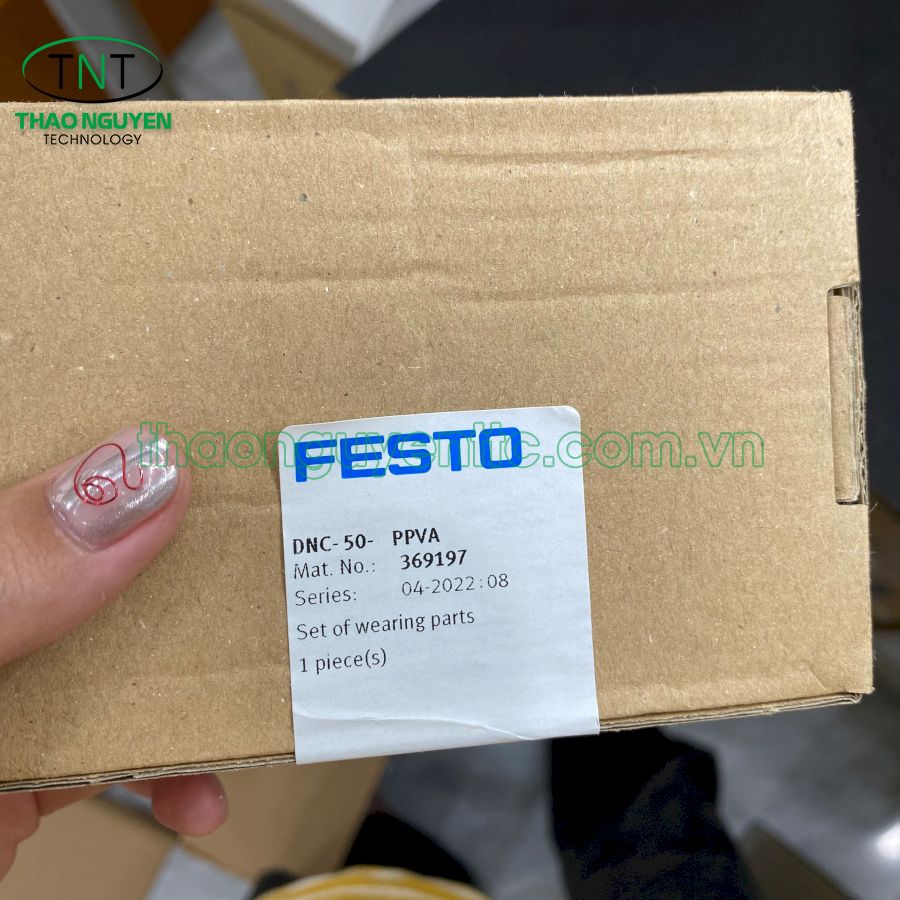 TNT
THAO NGUYEN
TECHNOLOGY
thaonguyenttc.com.vn
FESTO
DNC- 50- PPVA
Mat. No.: 369197
Series: 04-2022:08
Set of wearing parts
1 piece(s)